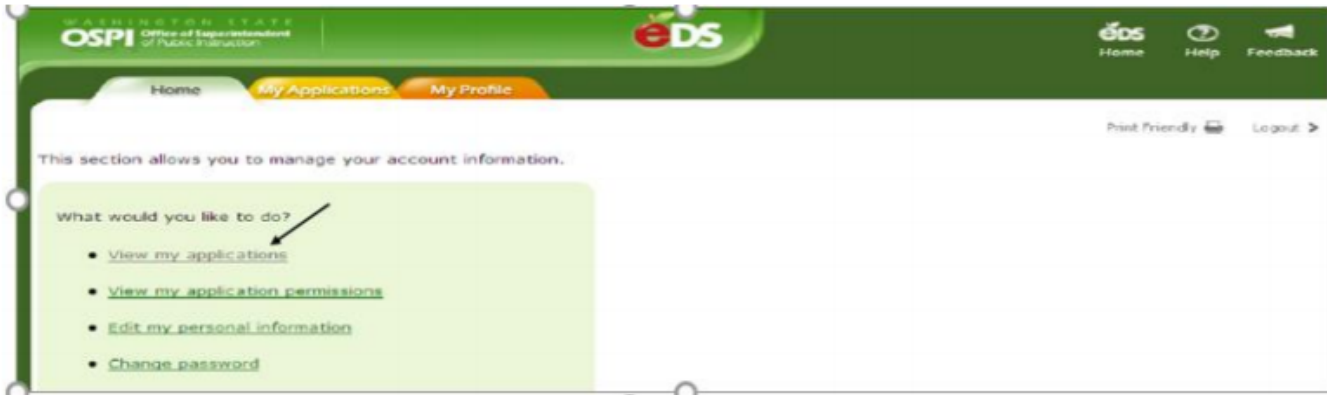 WASHINGTON STATE
OSPI Office of Superintendent of Public Instruction
eDS
eDS Home
Help
Feedback
Home
My Applications
My Profile
Print Friendly
Logout >
This section allows you to manage your account information.
What would you like to do?
• View my applications
• View my application permissions
• Edit my personal information
• Change password